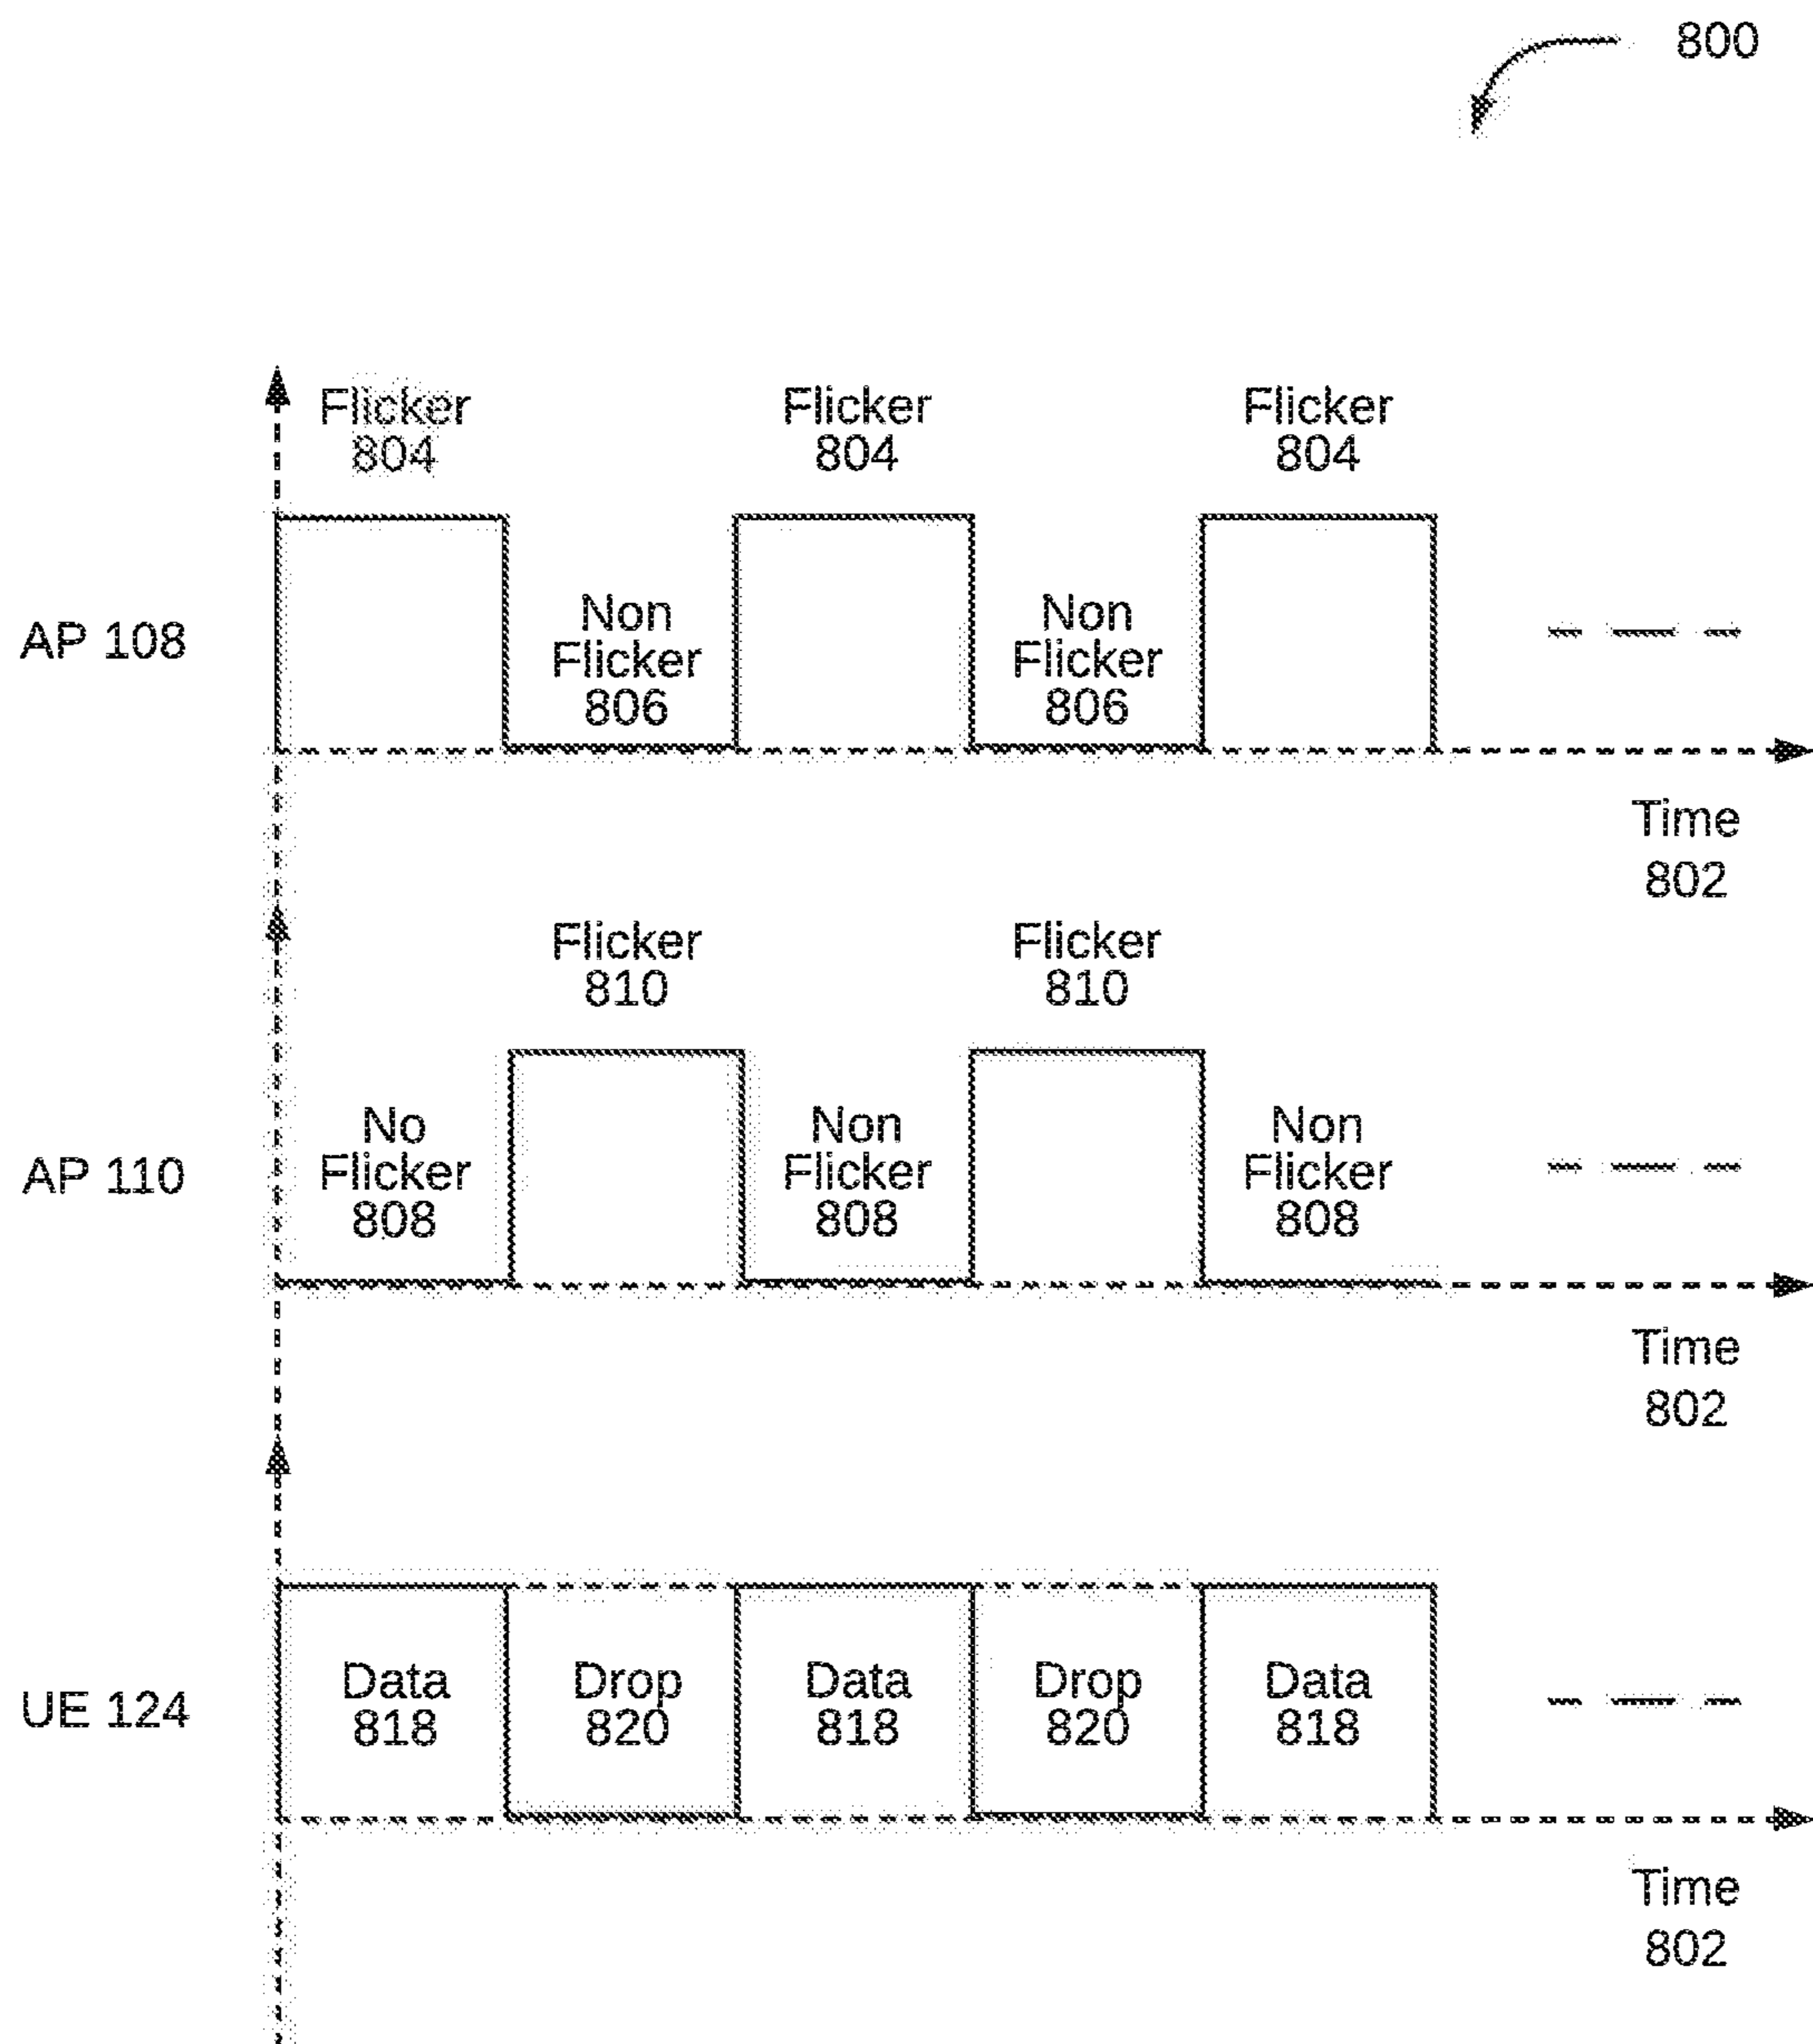 800
Flicker
804
Flicker
804
Flicker
804
AP 108
Non
Flicker
806
Non
Flicker
806
Time
802
Flicker
810
Flicker
810
AP 110
No
Flicker
808
Non
Flicker
808
Non
Flicker
808
Time
802
UE 124
Data
818
Drop
820
Data
818
Drop
820
Data
818
Time
802